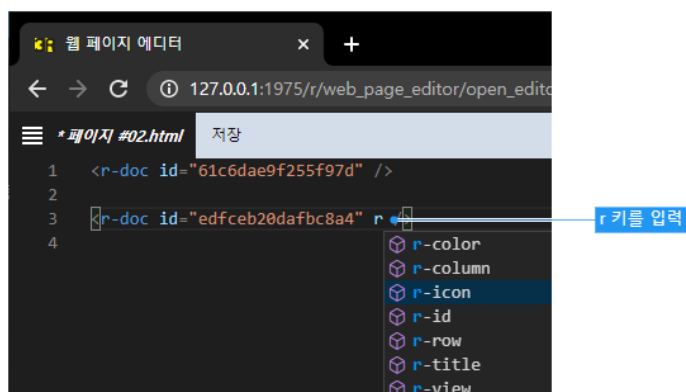 웹 페이지 에디터
127.0.0.1:1975/r/web_page_editor/open_edito
* 페이지 #02.html 저장
1 <r-doc id="61c6dae9f255f97d" />
2
3 <r-doc id="edfceb20dafbc8a4" r />
r 키를 입력
4
r-color
r-column
r-icon
r-id
r-row
r-title
r-view